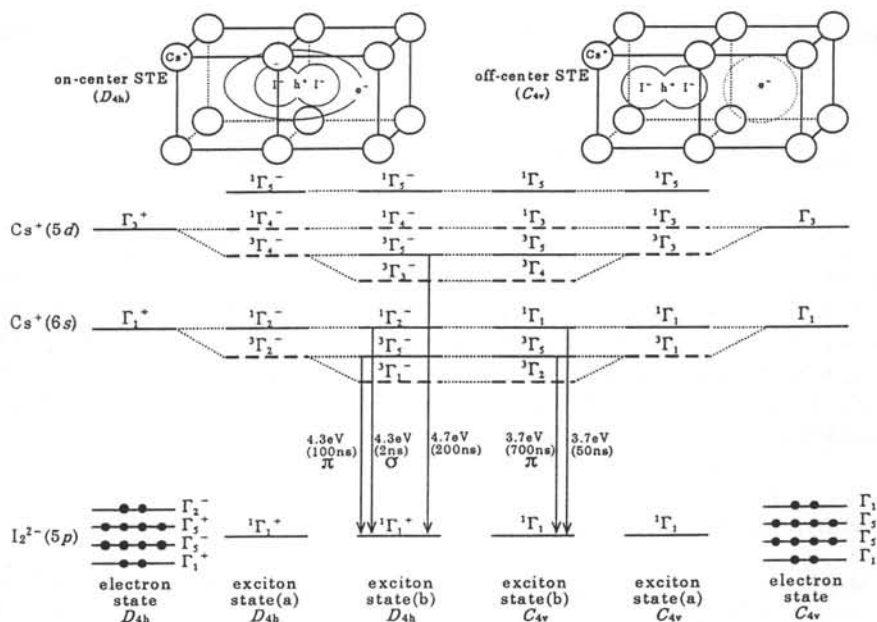 Cs⁺
on-center STE
(D₄ₕ)
I⁻ h⁺ I⁻
e⁻
Cs⁺
off-center STE
(C₄ᵥ)
I⁻ h⁺ I⁻
e⁻
¹Γ₅⁻ ¹Γ₅⁻ ¹Γ₅ ¹Γ₅
Cs⁺(5d) Γ₃⁺ ¹Γ₄⁻ ¹Γ₄⁻ ¹Γ₃ ¹Γ₃ Γ₃
³Γ₄⁻ ³Γ₅⁻ ³Γ₅ ³Γ₃
³Γ₃⁻ ³Γ₄
Cs⁺(6s) Γ₁⁺ ¹Γ₂⁻ ¹Γ₂⁻ ¹Γ₁ ¹Γ₁ Γ₁
³Γ₂⁻ ³Γ₅⁻ ³Γ₅ ³Γ₁
³Γ₁⁻ ³Γ₂
4.3eV 4.3eV 4.7eV 3.7eV 3.7eV
(100ns) (2ns) (200ns) (700ns) (50ns)
π σ π
I₂²⁻(5p) Γ₂⁻ Γ₁
Γ₅⁺ ¹Γ₁⁺ ¹Γ₁⁺ ¹Γ₁ ¹Γ₁ Γ₅
Γ₅⁻ Γ₅
Γ₁⁺ Γ₁
electron exciton exciton exciton exciton electron
state state(a) state(b) state(b) state(a) state
D₄ₕ D₄ₕ D₄ₕ C₄ᵥ C₄ᵥ C₄ᵥ